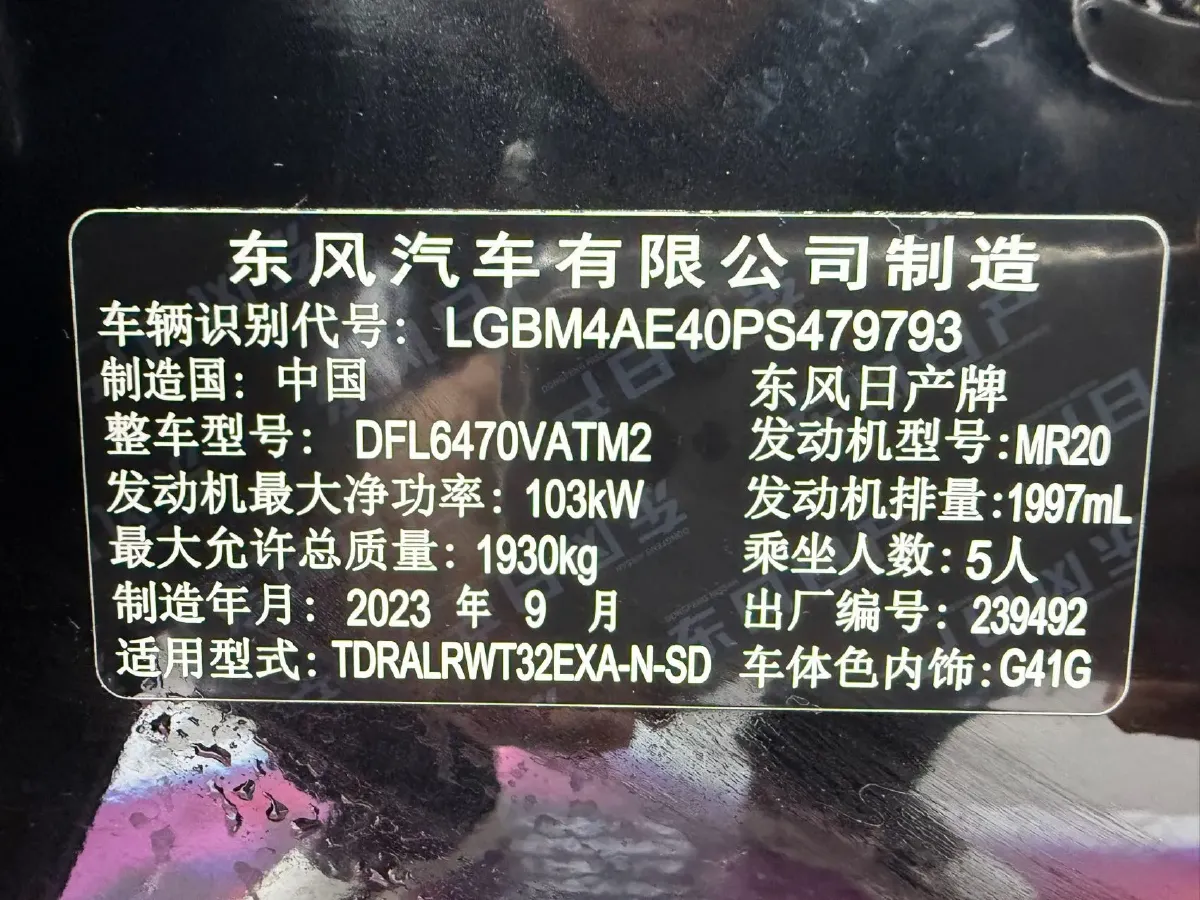 东风汽车有限公司制造
车辆识别代号：LGBM4AE40PS479793
制造国：中国 东风日产牌
整车型号：DFL6470VATM2 发动机型号:MR20
发动机最大净功率：103kW 发动机排量:1997mL
最大允许总质量：1930kg 乘坐人数:5人
制造年月：2023 年 9 月 出厂编号:239492
适用型式:TDRALRWT32EXA-N-SD 车体色内饰:G41G